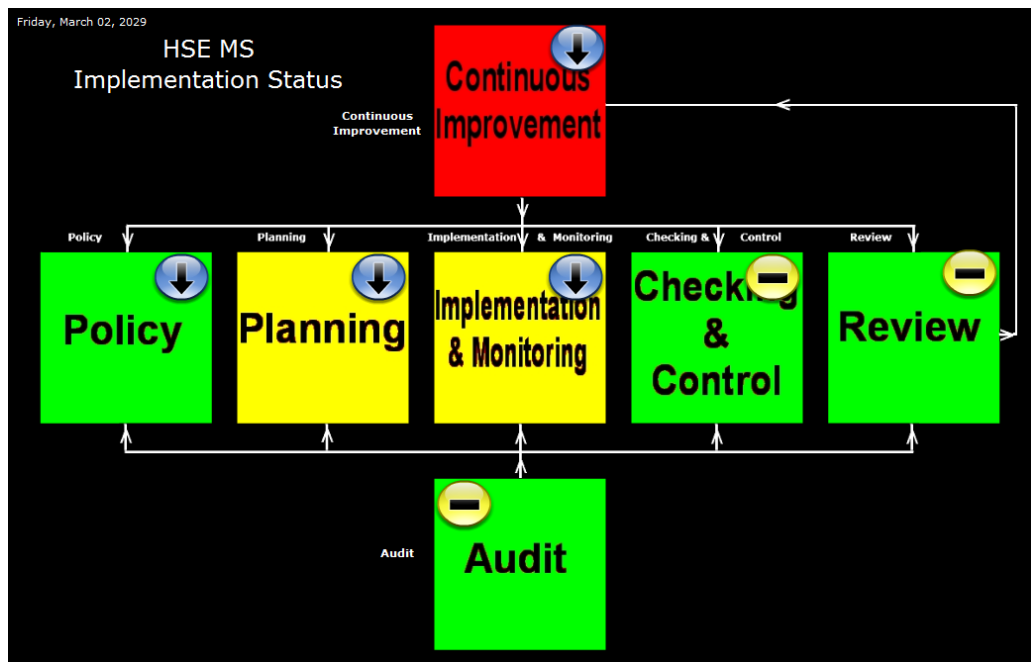 Friday, March 02, 2029
HSE MS
Implementation Status
Continuous
Improvement
Continuous
Improvement
Policy
Planning
Implementation & Monitoring
Checking & Control
Review
Policy
Planning
Implementation
& Monitoring
Checking
&
Control
Review
Audit
Audit